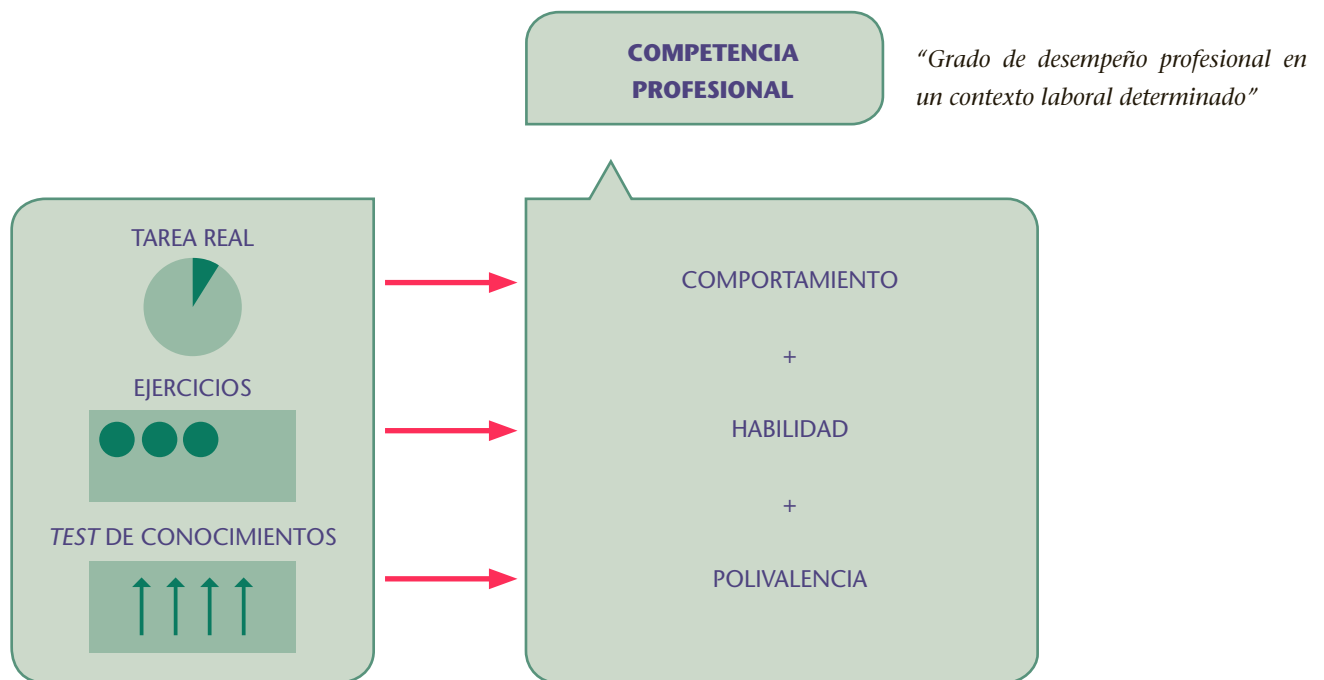 COMPETENCIA
PROFESIONAL
“Grado de desempeño profesional en
un contexto laboral determinado”
TAREA REAL
EJERCICIOS
TEST DE CONOCIMIENTOS
COMPORTAMIENTO
+
HABILIDAD
+
POLIVALENCIA